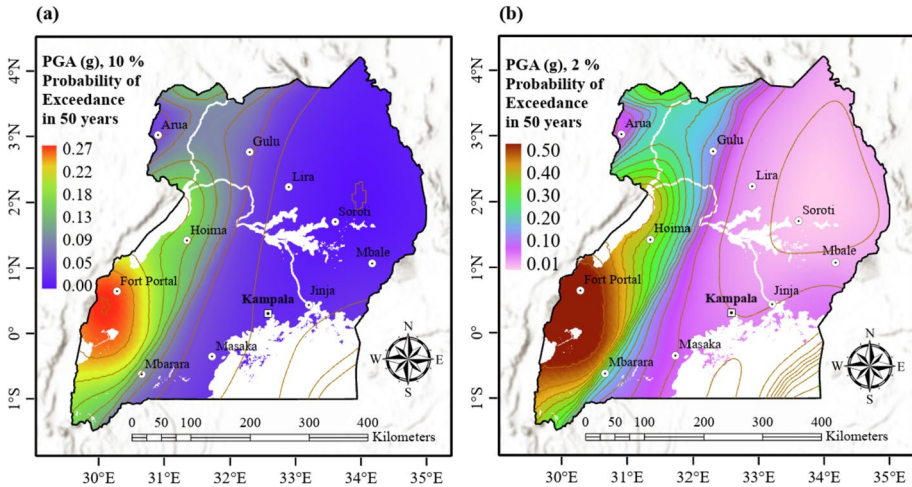 (a)
PGA (g), 10 %
Probability of
Exceedance
in 50 years
0.27
0.22
0.18
0.13
0.09
0.05
0.00
4°N
3°N
2°N
1°N
0°
1°S
Arua
Gulu
Lira
Soroti
Hoima
Mbale
Fort Portal
Kampala
Jinja
Mbarara
Masaka
N
W E
S
0 50 100 200 300 400
Kilometers
30°E 31°E 32°E 33°E 34°E 35°E
(b)
PGA (g), 2 %
Probability of
Exceedance
in 50 years
0.50
0.40
0.30
0.20
0.10
0.01
4°N
3°N
2°N
1°N
0°
1°S
Arua
Gulu
Lira
Soroti
Hoima
Mbale
Fort Portal
Kampala
Jinja
Mbarara
Masaka
N
W E
S
0 50 100 200 300 400
Kilometers
30°E 31°E 32°E 33°E 34°E 35°E